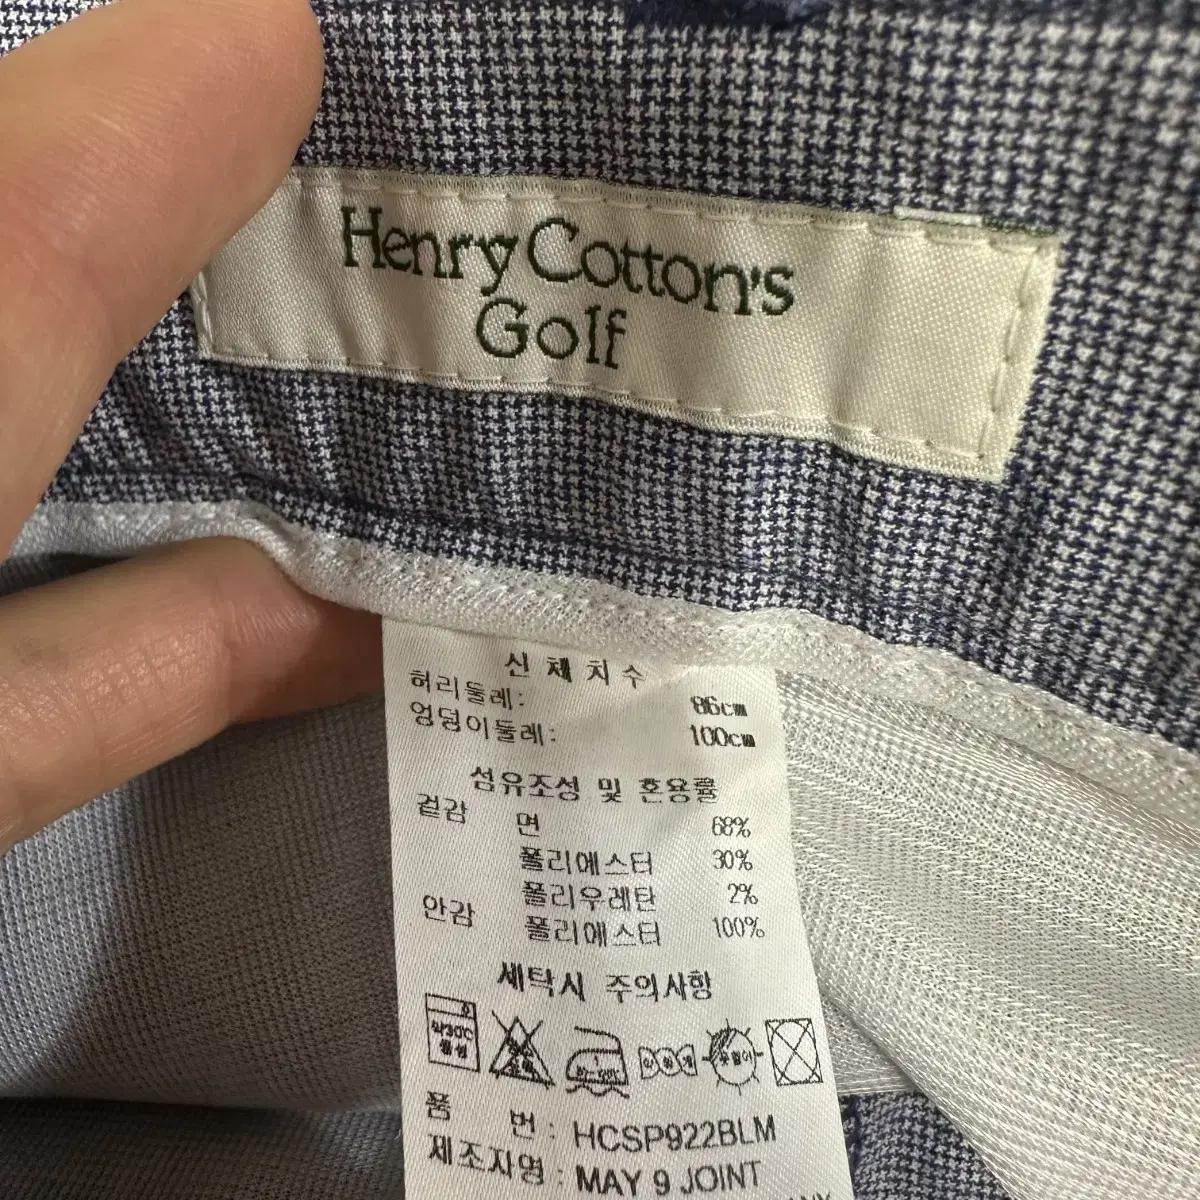 Henry Cotton's
Golf
신체치수
허리둘레: 86cm
엉덩이둘레: 100cm
섬유조성 및 혼용률
겉감 면 68%
폴리에스터 30%
폴리우레탄 2%
안감 폴리에스터 100%
세탁시 주의사항
품 번 : HCSP922BLM
제조자명 : MAY 9 JOINT